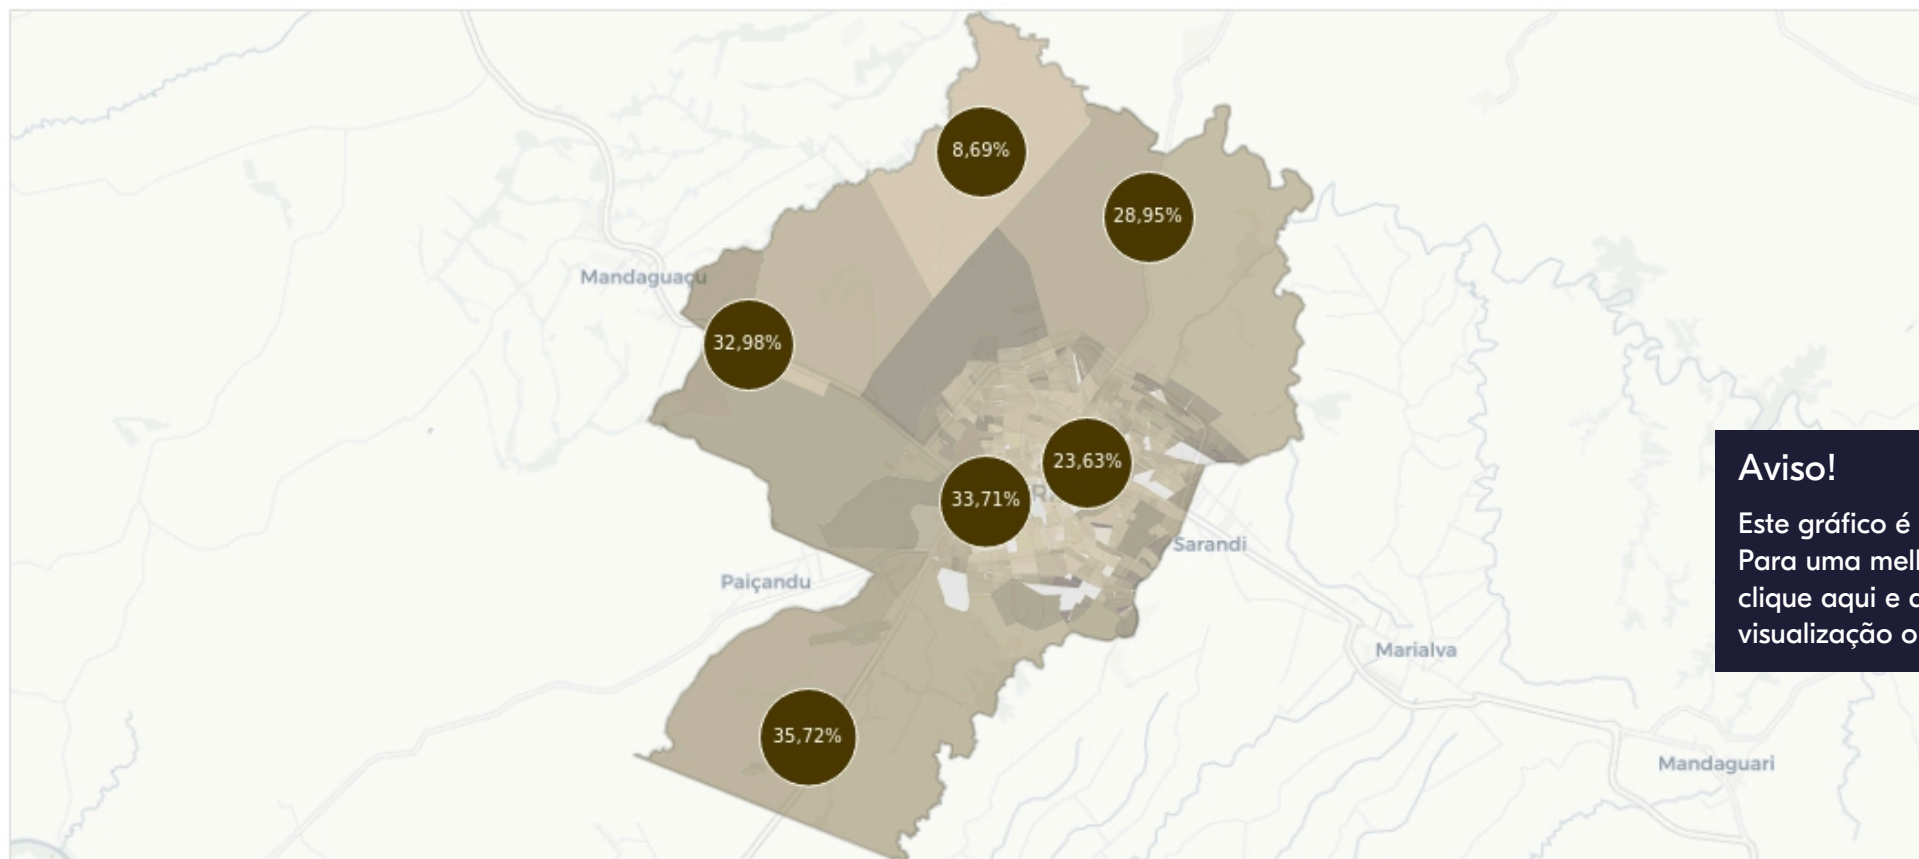 8,69%
28,95%
Mandaguaçu
32,98%
23,63%
33,71%
Aviso!
Este gráfico é
Para uma mell
clique aqui e
visualização o
Sarandi
Paiçandu
Marialva
35,72%
Mandaguari